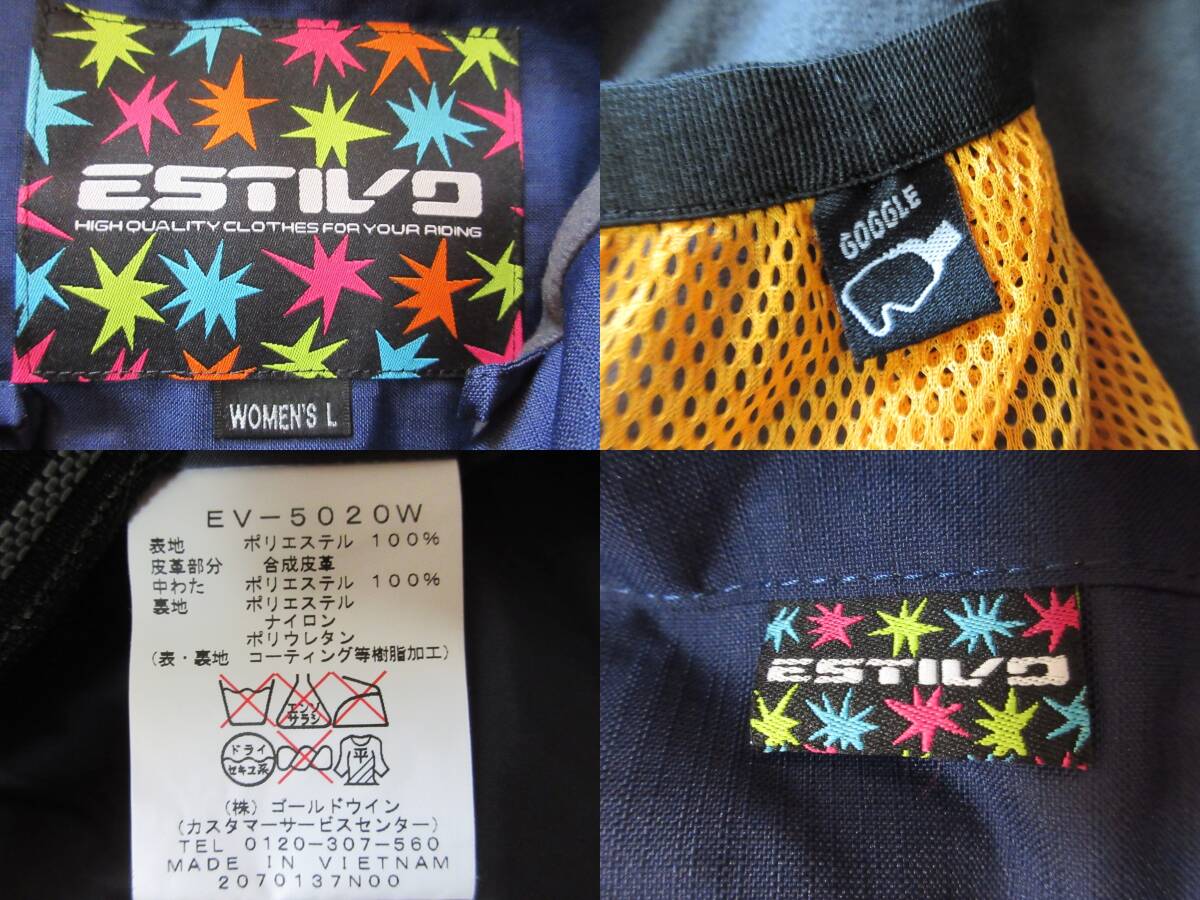 ESTIVO
HIGH QUALITY CLOTHES FOR YOUR RIDING
WOMEN'S L
GOGGLE
EV-5020W
表地 ポリエステル 100%
皮革部分 合成皮革
中わた ポリエステル 100%
裏地 ポリエステル
ナイロン
ポリウレタン
(表・裏地 コーティング等樹脂加工)
エンソ
サラシ
ドライ
セキユ系
平
(株) ゴールドウイン
(カスタマーサービスセンター)
TEL 0120-307-560
MADE IN VIETNAM
2070137N00
ESTIVO